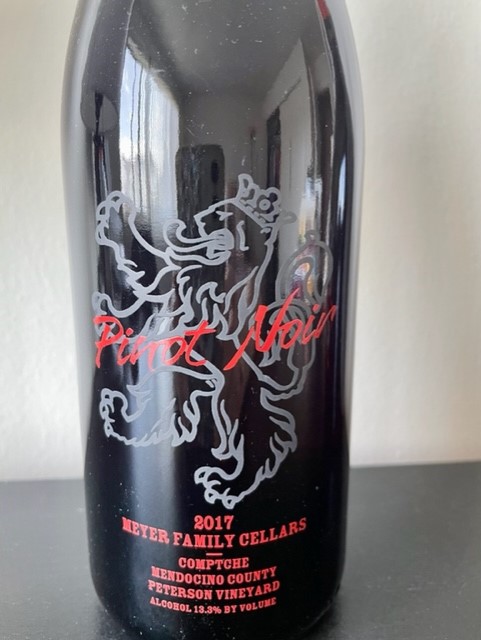 Pinot Noir
2017
MEYER FAMILY CELLARS
COMPTCHE
MENDOCINO COUNTY
PETERSON VINEYARD
ALCOHOL 13.3% BY VOLUME